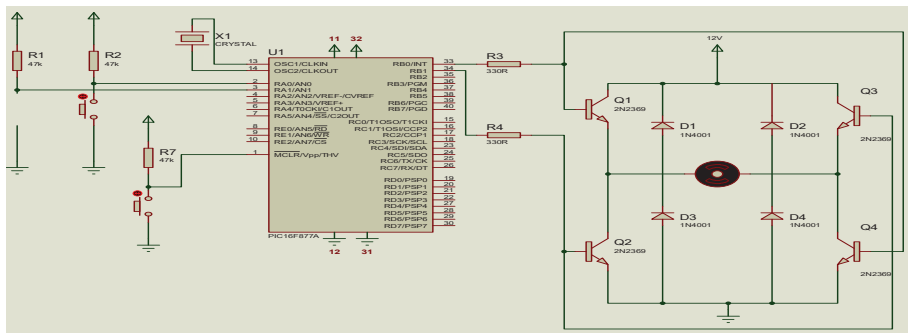 R1
47k
R2
47k
X1
CRYSTAL
U1
11
32
13 OSC1/CLKIN
14 OSC2/CLKOUT
2 RA0/AN0
3 RA1/AN1
4 RA2/AN2/VREF-/CVREF
5 RA3/AN3/VREF+
6 RA4/T0CKI/C1OUT
7 RA5/AN4/SS/C2OUT
8 RE0/AN5/RD
9 RE1/AN6/WR
10 RE2/AN7/CS
1 MCLR/Vpp/THV
RB0/INT 33
RB1 34
RB2 35
RB3/PGM 36
RB4 37
RB5 38
RB6/PGC 39
RB7/PGD 40
RC0/T1OSO/T1CKI 15
RC1/T1OSI/CCP2 16
RC2/CCP1 17
RC3/SCK/SCL 18
RC4/SDI/SDA 23
RC5/SDO 24
RC6/TX/CK 25
RC7/RX/DT 26
RD0/PSP0 19
RD1/PSP1 20
RD2/PSP2 21
RD3/PSP3 22
RD4/PSP4 27
RD5/PSP5 28
RD6/PSP6 29
RD7/PSP7 30
PIC16F877A
12
31
R7
47k
R3
330R
R4
330R
12V
Q1
2N2369
D1
1N4001
D2
1N4001
Q3
2N2369
Q2
2N2369
D3
1N4001
D4
1N4001
Q4
2N2369